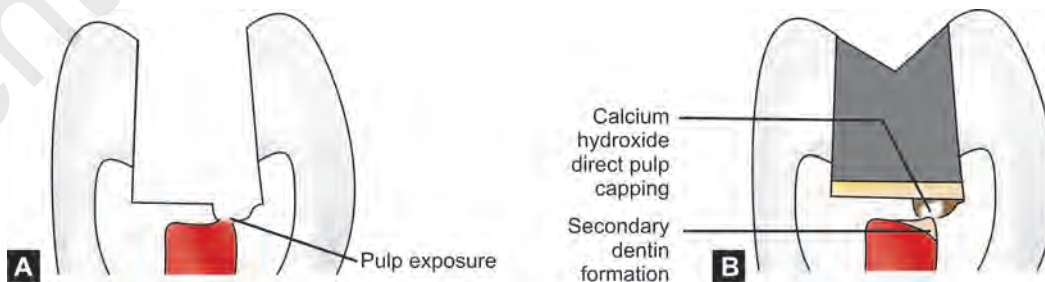 A
Pulp exposure
Calcium
hydroxide
direct pulp
capping
Secondary
dentin
formation
B